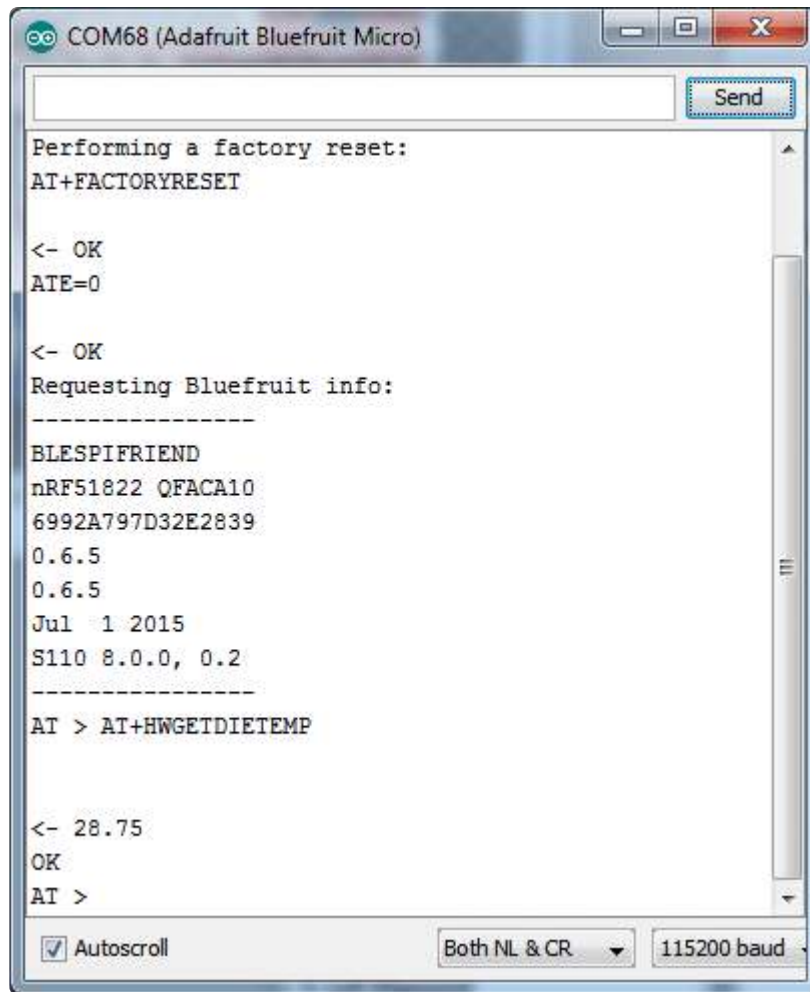 COM68 (Adafruit Bluefruit Micro)
Send
Performing a factory reset:
AT+FACTORYRESET
<- OK
ATE=0
<- OK
Requesting Bluefruit info:
----------------
BLESPIFRIEND
nRF51822 QFACA10
6992A797D32E2839
0.6.5
0.6.5
Jul  1 2015
S110 8.0.0, 0.2
----------------
AT > AT+HWGETDIETEMP
<- 28.75
OK
AT >
Autoscroll
Both NL & CR
115200 baud